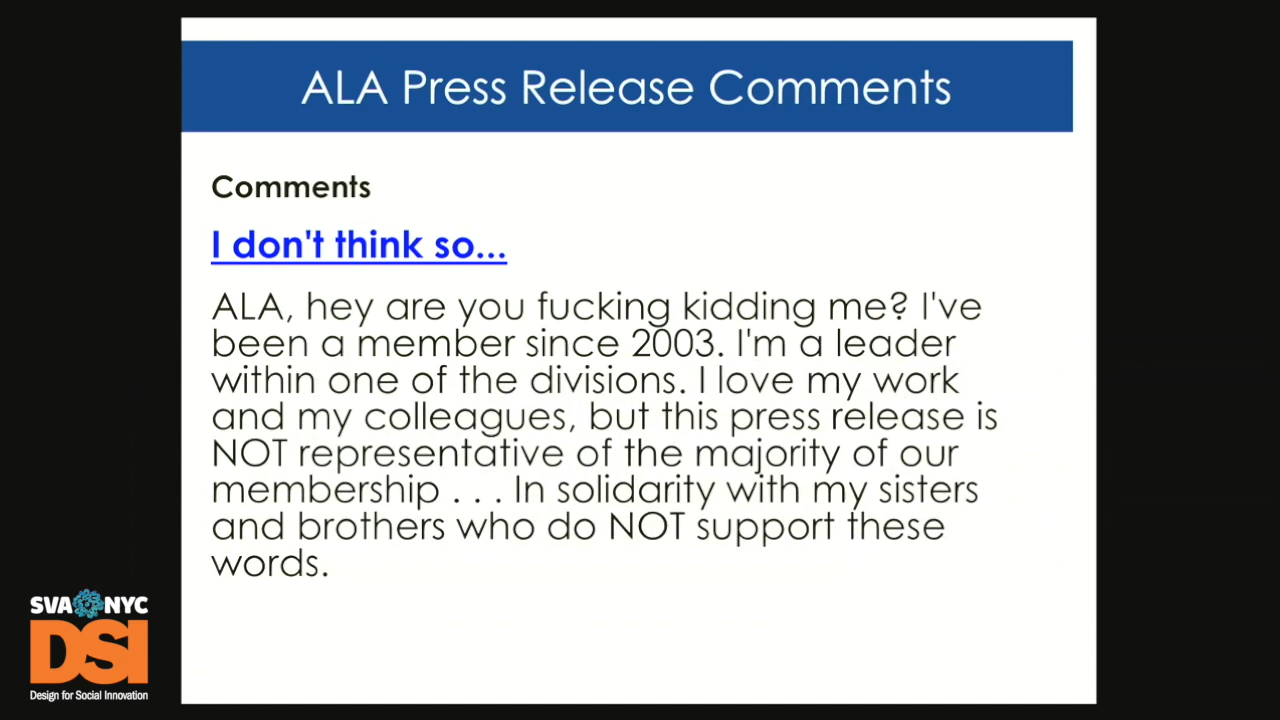 ALA Press Release Comments
Comments
I don't think so...
ALA, hey are you fucking kidding me? I've
been a member since 2003. I'm a leader
within one of the divisions. I love my work
and my colleagues, but this press release is
NOT representative of the majority of our
membership . . . In solidarity with my sisters
and brothers who do NOT support these
words.
SVA NYC
DSI
Design for Social Innovation